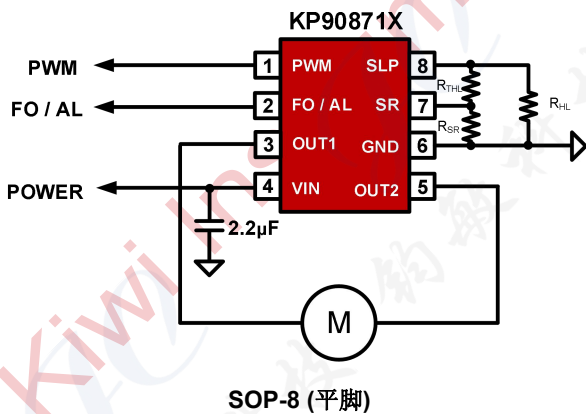 KP90871X
PWM
1
PWM
SLP
8
RTHL
RHL
FO / AL
2
FO / AL
SR
7
RSR
3
OUT1
GND
6
POWER
4
VIN
OUT2
5
2.2µF
M
SOP-8 (平脚)